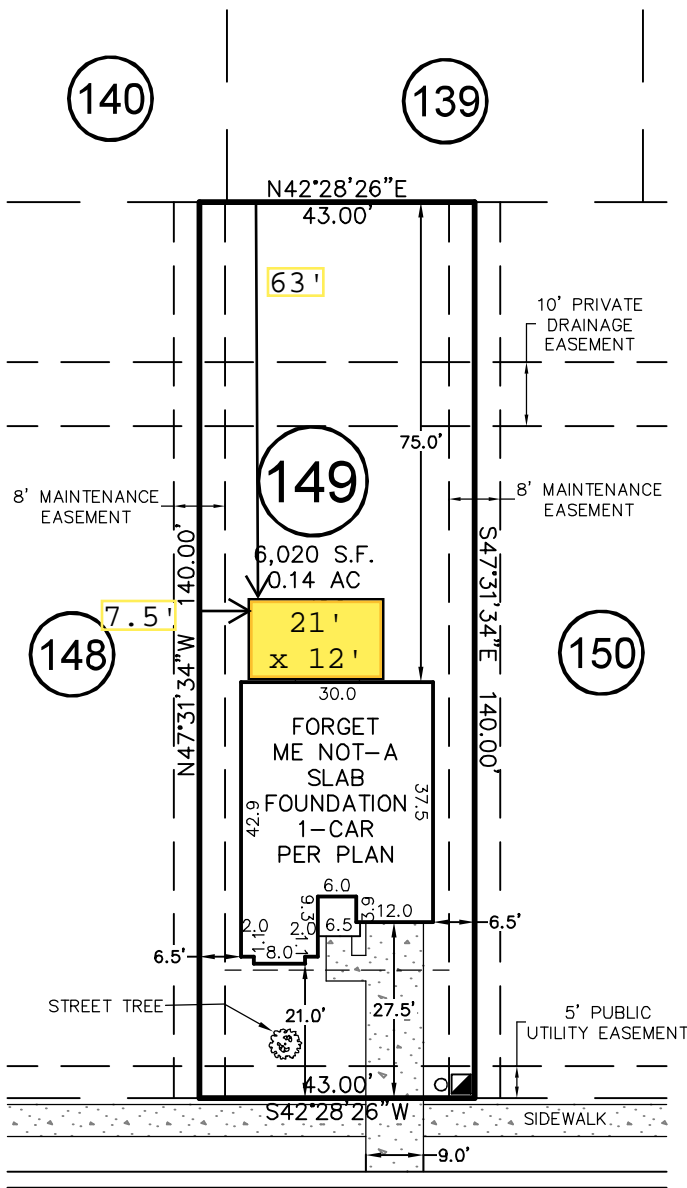 140
139
N42°28'26"E
43.00'
63'
10' PRIVATE
DRAINAGE
EASEMENT
75.0'
149
8' MAINTENANCE
EASEMENT
8' MAINTENANCE
EASEMENT
6,020 S.F.
0.14 AC
N47°31'34"W 140.00'
S47°31'34"E 140.00'
7.5'
21'
x 12'
148
150
30.0
FORGET
ME NOT-A
SLAB
FOUNDATION
1-CAR
PER PLAN
42.9
37.5
6.0
9.3
6.3
12.0
2.0
2.0
6.5
1.1
8.0
1.1
6.5'
6.5'
STREET TREE
21.0'
27.5'
5' PUBLIC
UTILITY EASEMENT
43.00'
S42°28'26"W
SIDEWALK
9.0'